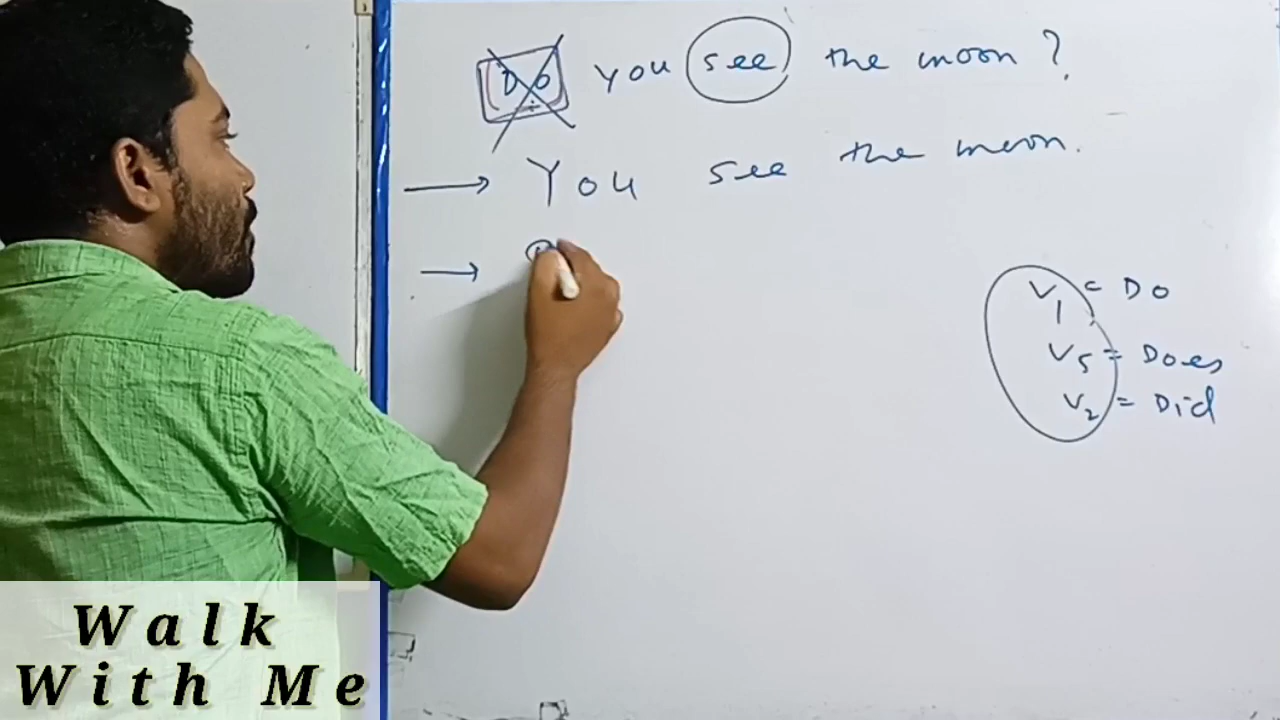 Do you see the moon ?
→ You see the moon.
→
V1 = Do
V5 = Does
V2 = Did
Walk
With Me